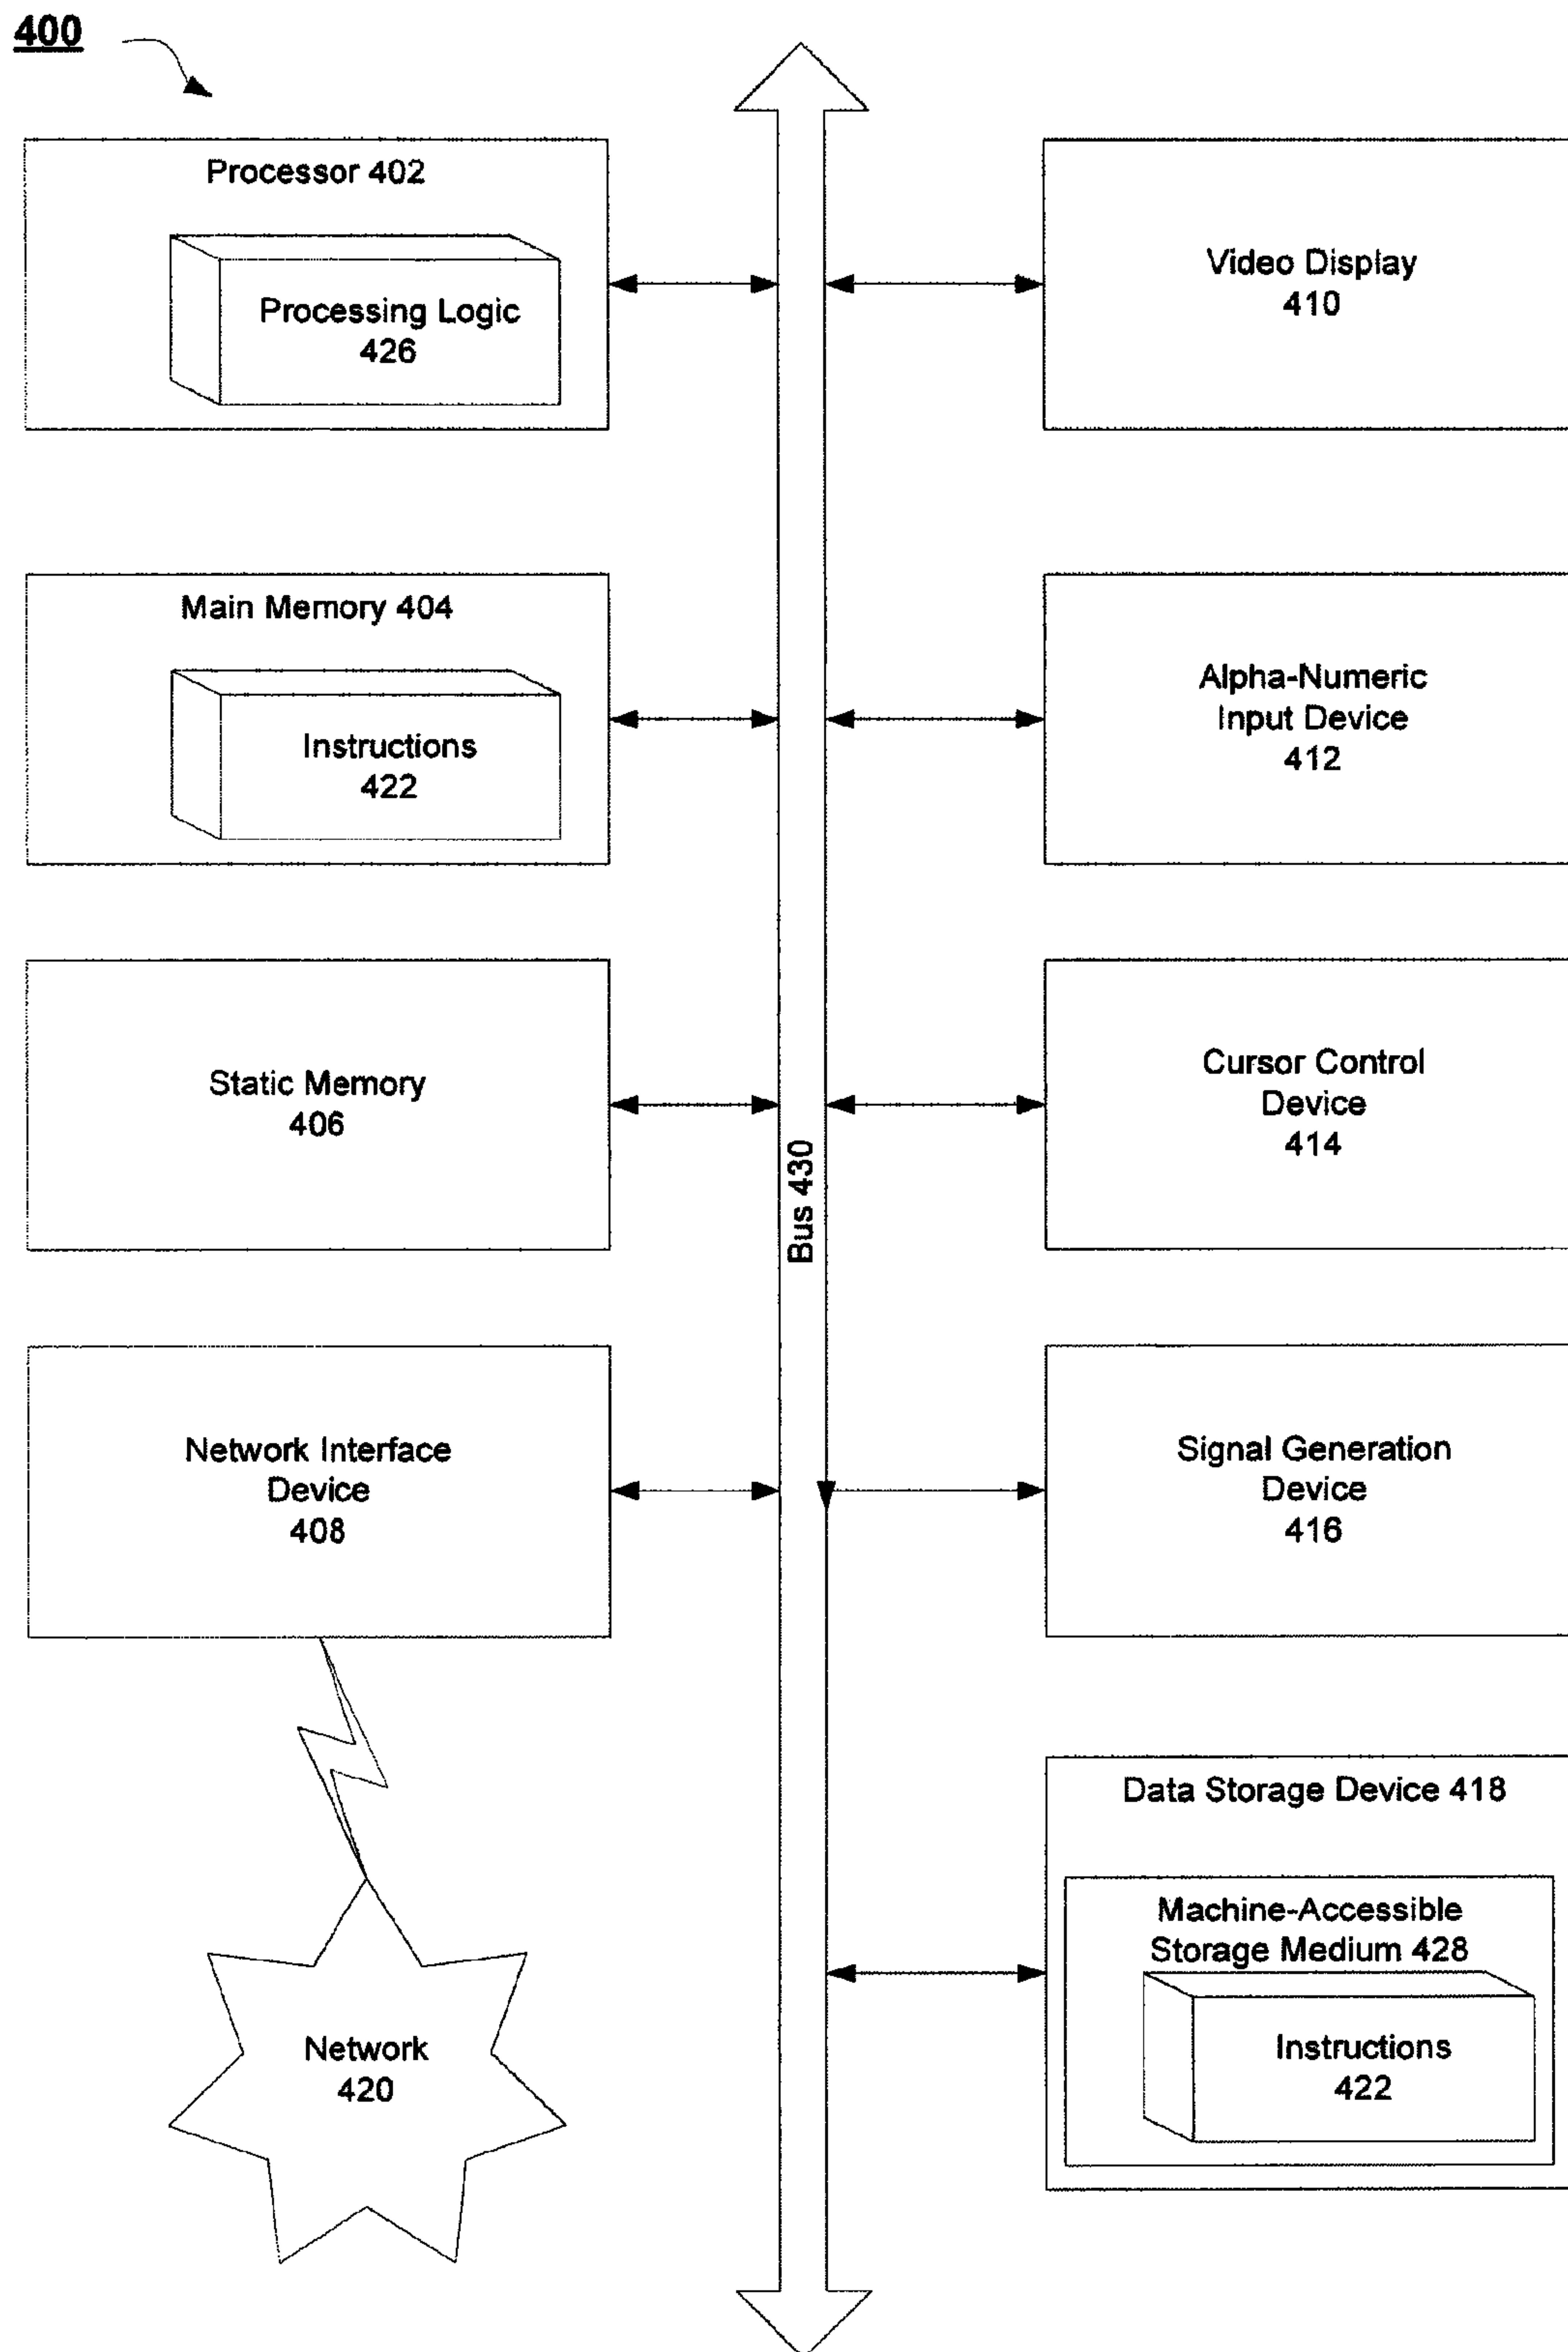 400
Processor 402
Processing Logic
426
Main Memory 404
Instructions
422
Static Memory
406
Network Interface
Device
408
Network
420
Bus 430
Video Display
410
Alpha-Numeric
Input Device
412
Cursor Control
Device
414
Signal Generation
Device
416
Data Storage Device 418
Machine-Accessible
Storage Medium 428
Instructions
422